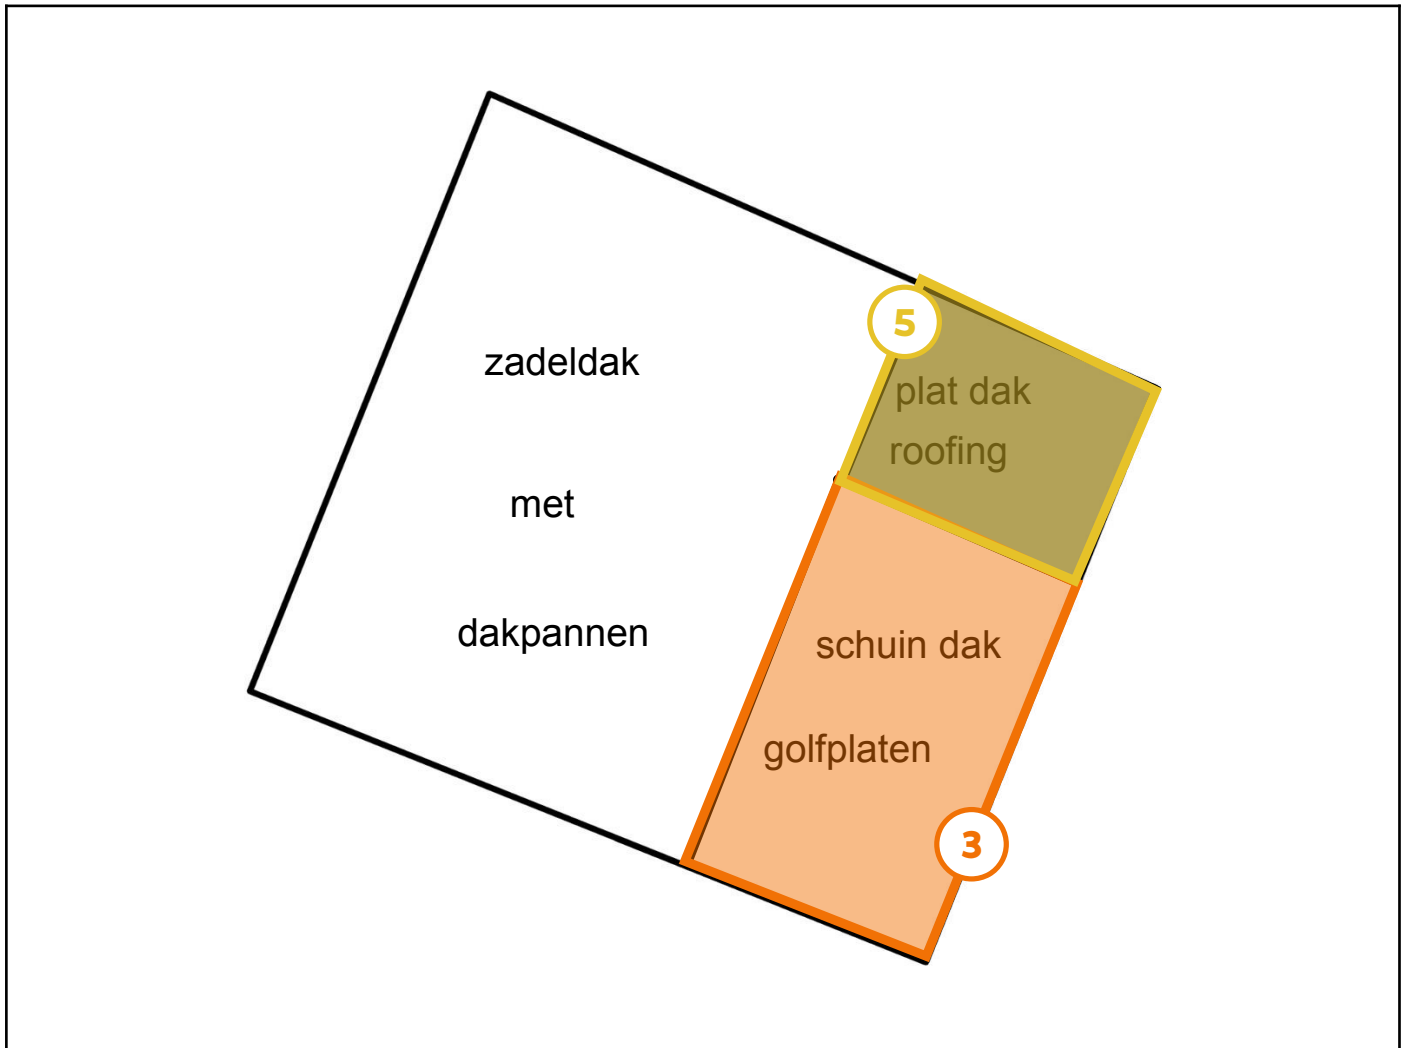 zadeldak
met
dakpannen
5
plat dak
roofing
schuin dak
golfplaten
3